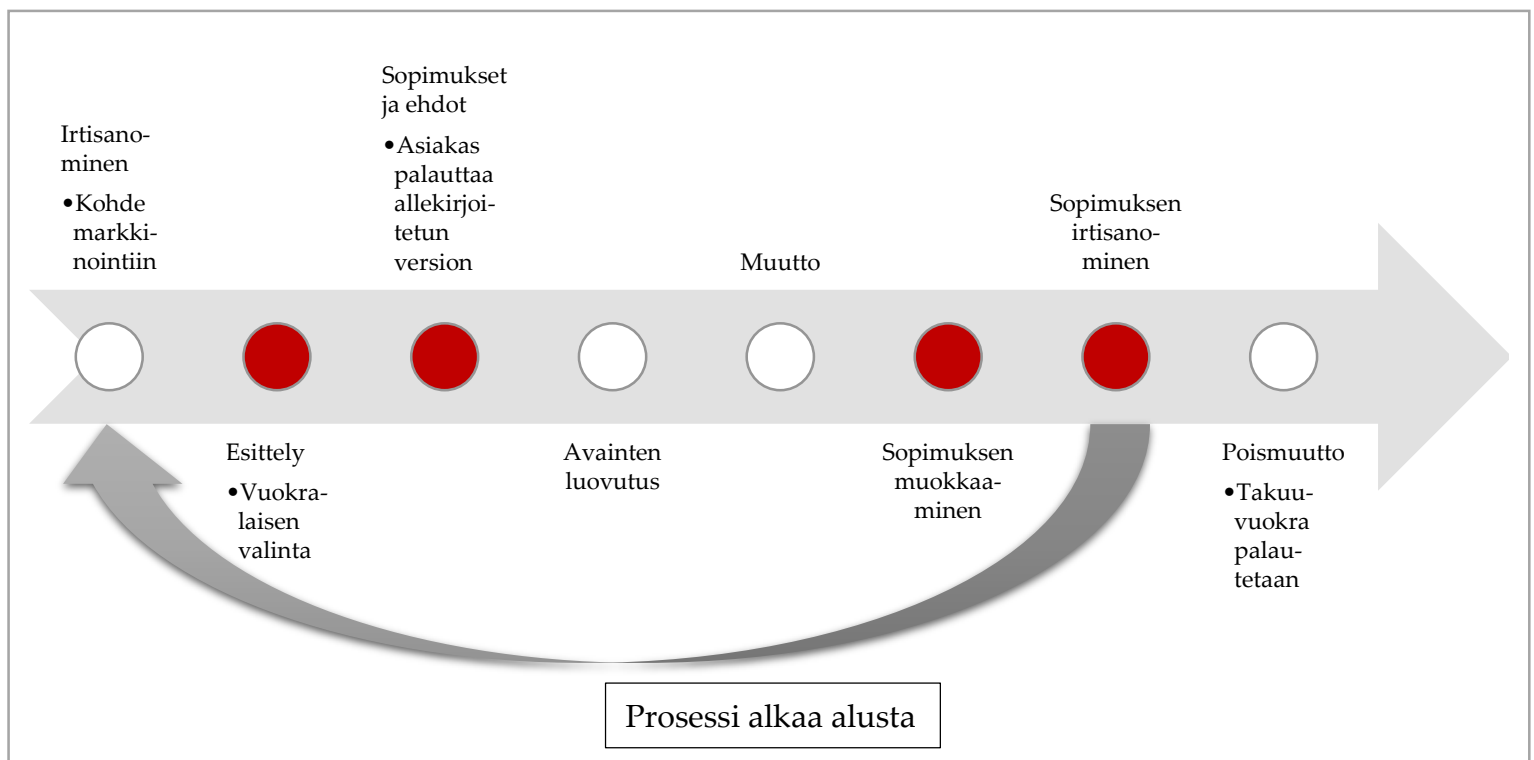 Irtisano-
minen
•Kohde
markki-
nointiin
Esittely
•Vuokra-
laisen
valinta
Sopimukset
ja ehdot
•Asiakas
palauttaa
allekirjoi-
tetun
version
Avainten
luovutus
Muutto
Sopimuksen
muokkaa-
minen
Sopimuksen
irtisano-
minen
Poismuutto
•Takuu-
vuokra
palau-
tetaan
Prosessi alkaa alusta